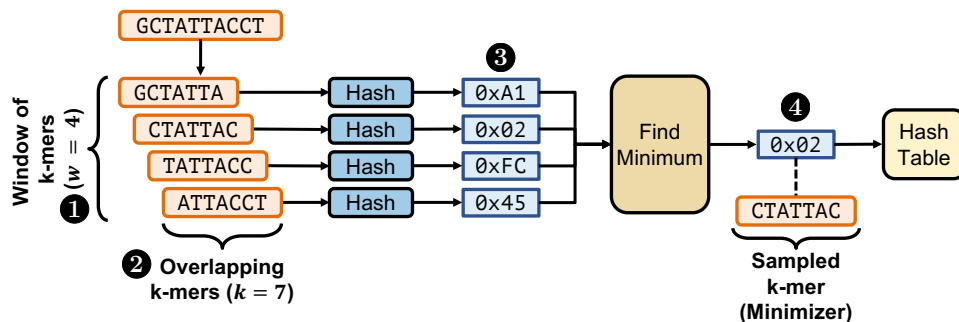 GCTATTACCT
Window of
k-mers
(w = 4)
1
GCTATTA
Hash
3
0xA1
CTATTAC
Hash
0x02
TATTACC
Hash
0xFC
ATTACCT
Hash
0x45
2
Overlapping
k-mers (k = 7)
Find
Minimum
4
0x02
Hash
Table
CTATTAC
Sampled
k-mer
(Minimizer)